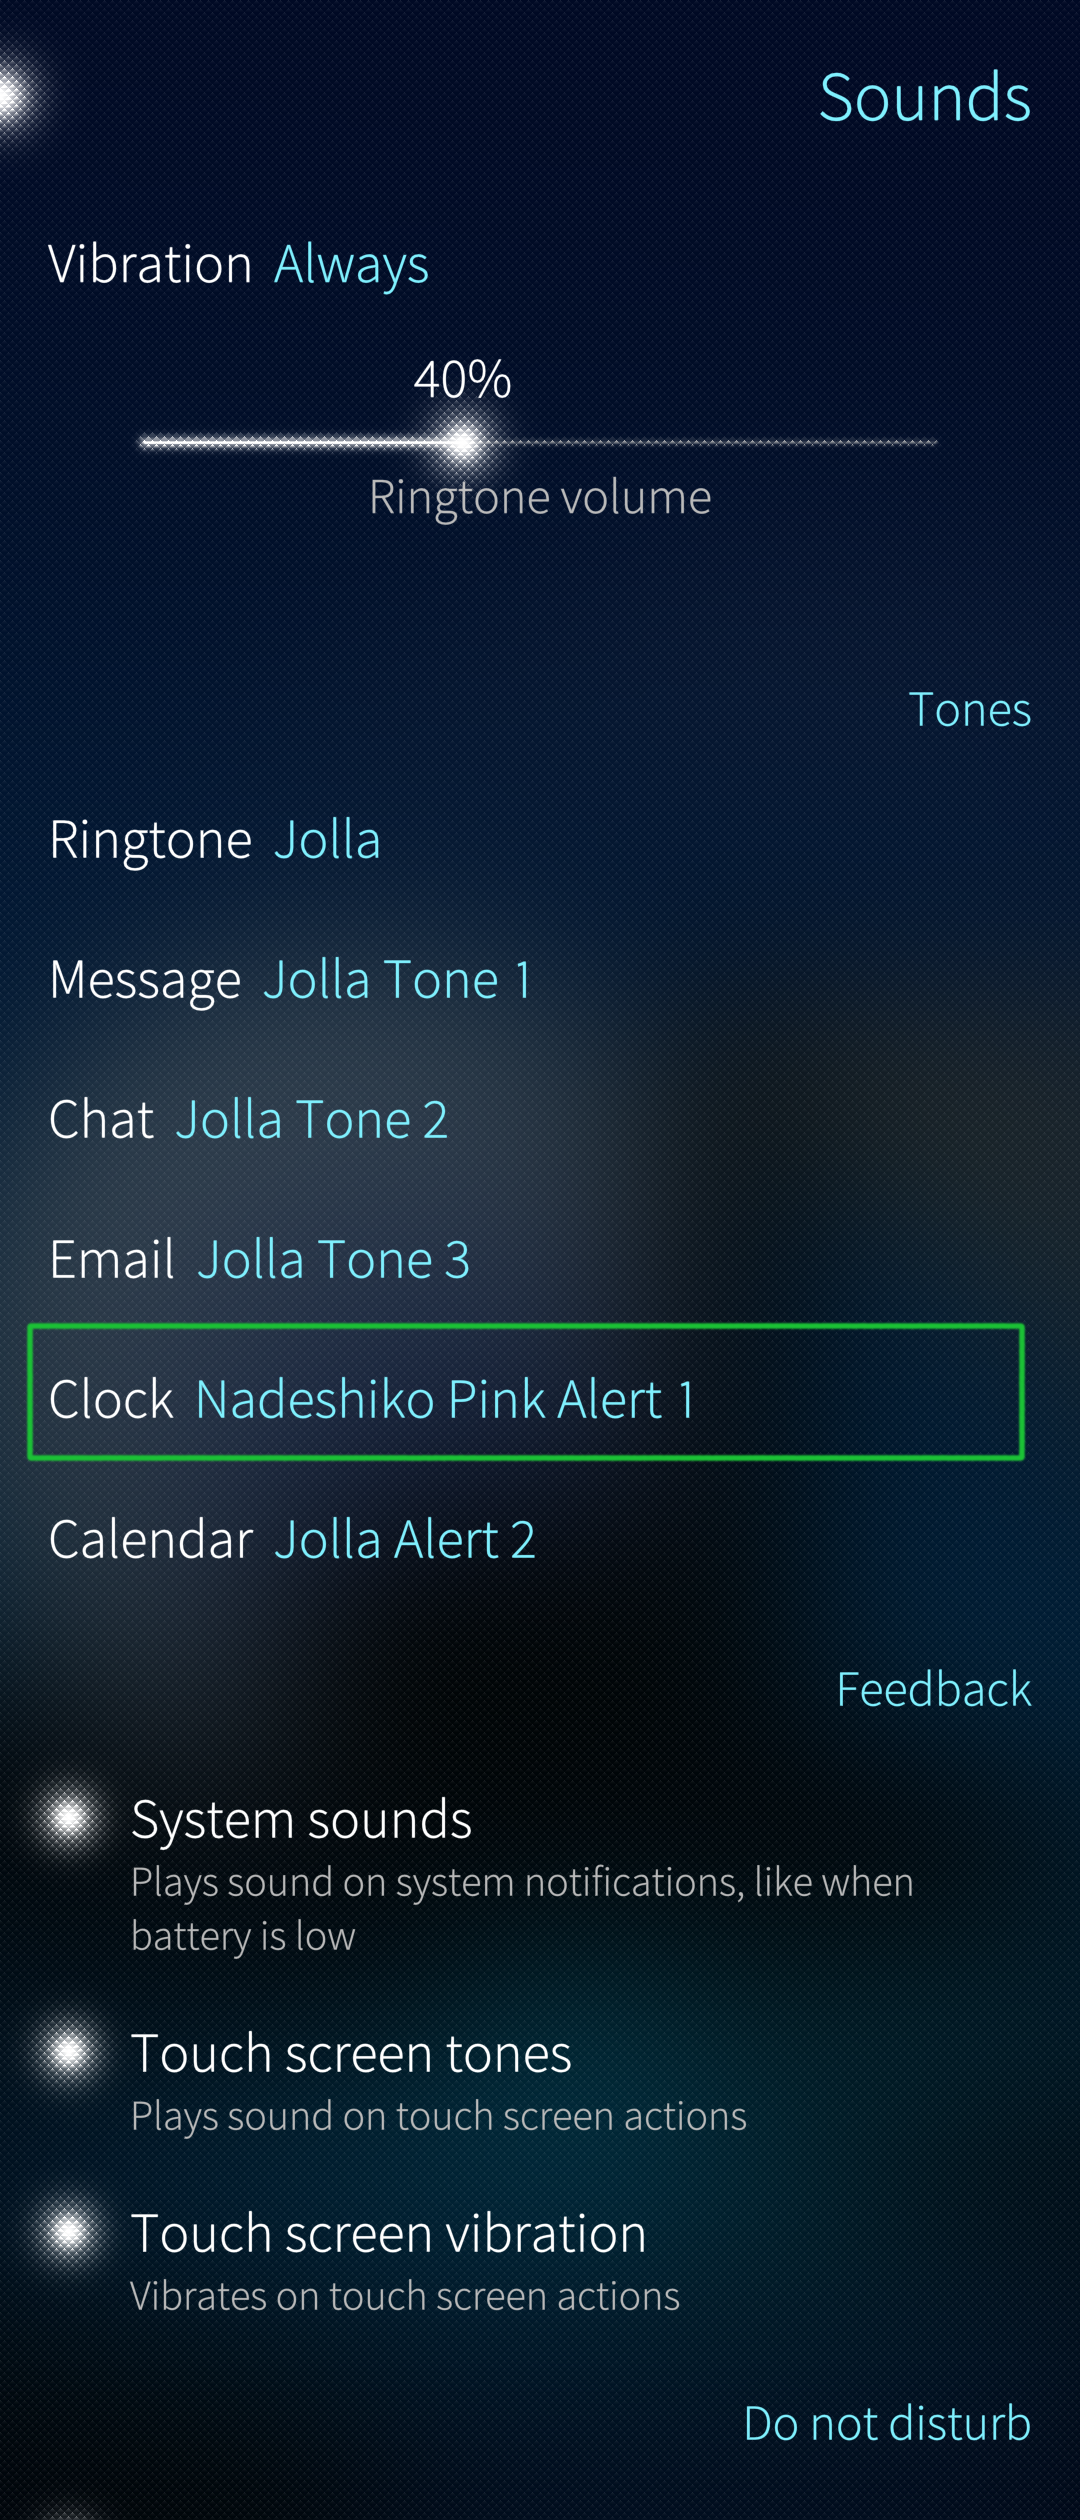 Sounds
Vibration Always
40%
Ringtone volume
Tones
Ringtone Jolla
Message Jolla Tone 1
Chat Jolla Tone 2
Email Jolla Tone 3
Clock Nadeshiko Pink Alert 1
Calendar Jolla Alert 2
Feedback
System sounds
Plays sound on system notifications, like when
battery is low
Touch screen tones
Plays sound on touch screen actions
Touch screen vibration
Vibrates on touch screen actions
Do not disturb